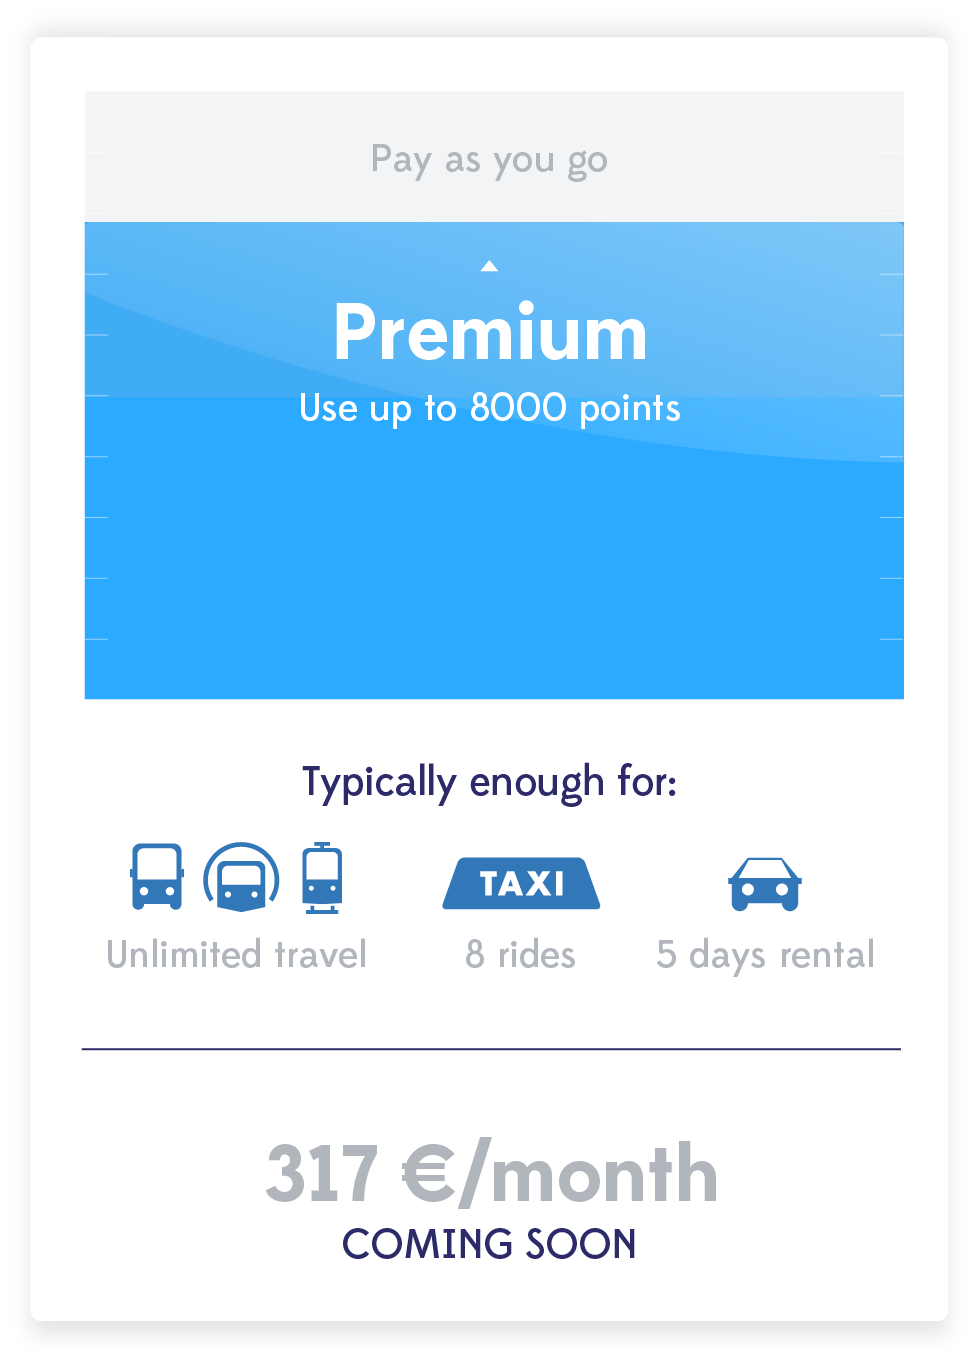 Pay as you go
Premium
Use up to 8000 points
Typically enough for:
TAXI
Unlimited travel 8 rides 5 days rental
317 €/month
COMING SOON